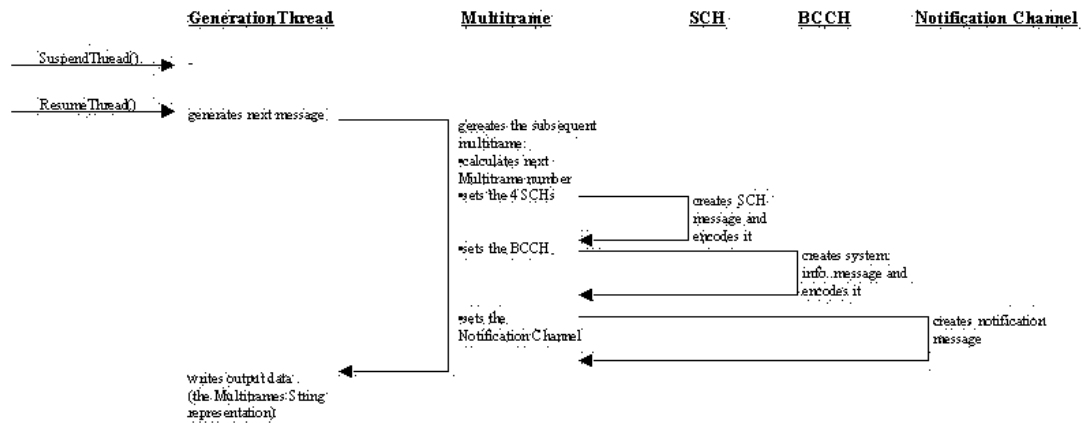 GenerationThread Multiframe SCH BCCH Notification Channel
SuspendThread()
-
ResumeThread()
generates next message
gereates the subsequent
multiframe:
•calculates next
Multiframe number
•sets the 4 SCHs
creates SCH
message and
encodes it
•sets the BCCH
creates system
info..message and
encodes it
•sets the
Notification Channel
creates notification
message
writes output data
(the Multiframes String
representation)